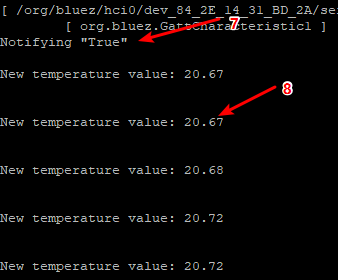 [ /org/bluez/hci0/dev_84_2E_14_31_BD_2A/se
[ org.bluez.GattCharacteristic1 ]
Notifying "True"
7
New temperature value: 20.67
8
New temperature value: 20.67
New temperature value: 20.68
New temperature value: 20.72
New temperature value: 20.72